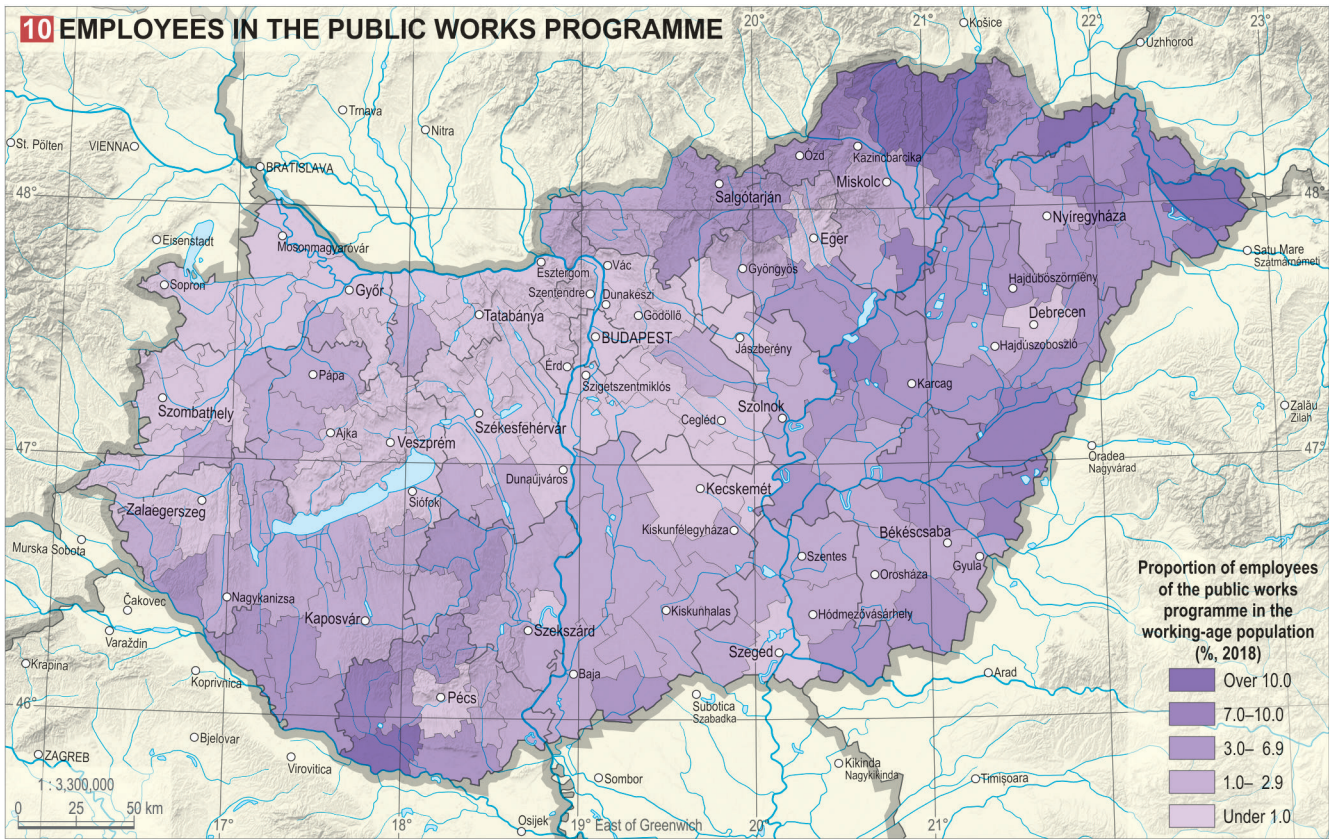 10 EMPLOYEES IN THE PUBLIC WORKS PROGRAMME
20°
21°
22°
23°
Košice
Uzhhorod
Trnava
Nitra
St. Pölten
VIENNA
BRATISLAVA
48°
48°
Ózd
Kazincbarcika
Miskolc
Salgótarján
Nyíregyháza
Eisenstadt
Mosonmagyaróvár
Eger
Satu Mare
Szatmárnémeti
Sopron
Győr
Esztergom
Vác
Gyöngyös
Szentendre
Dunakeszi
Hajdúböszörmény
Tatabánya
Gödöllő
Debrecen
BUDAPEST
Jászberény
Hajdúszoboszló
Érd
Pápa
Szigetszentmiklós
Karcag
Szombathely
Székesfehérvár
Cegléd
Szolnok
Zalău
Zilah
Ajka
Veszprém
47°
47°
Oradea
Nagyvárad
Dunaújváros
Siófok
Kecskemét
Zalaegerszeg
Kiskunfélegyháza
Békéscsaba
Murska Sobota
Szentes
Gyula
Orosháza
Čakovec
Nagykanizsa
Kaposvár
Kiskunhalas
Hódmezővásárhely
Varaždin
Szekszárd
Szeged
Krapina
Koprivnica
Baja
Arad
46°
Pécs
Subotica
Szabadka
ZAGREB
Bjelovar
Virovitica
Sombor
Kikinda
Nagykikinda
Timișoara
Osijek
Proportion of employees
of the public works
programme in the
working-age population
(%, 2018)
Over 10.0
7.0–10.0
3.0– 6.9
1.0– 2.9
Under 1.0
1 : 3,300,000
0 25 50 km
17°
18°
19° East of Greenwich
20°
21°